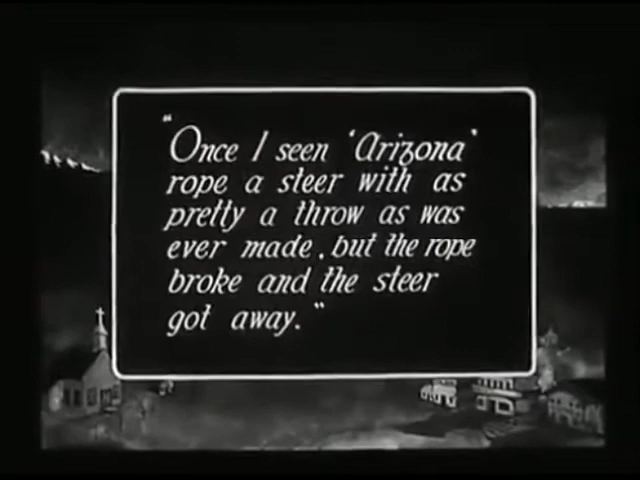 "Once I seen 'Arizona'
rope a steer with as
pretty a throw as was
ever made, but the rope
broke and the steer
got away."